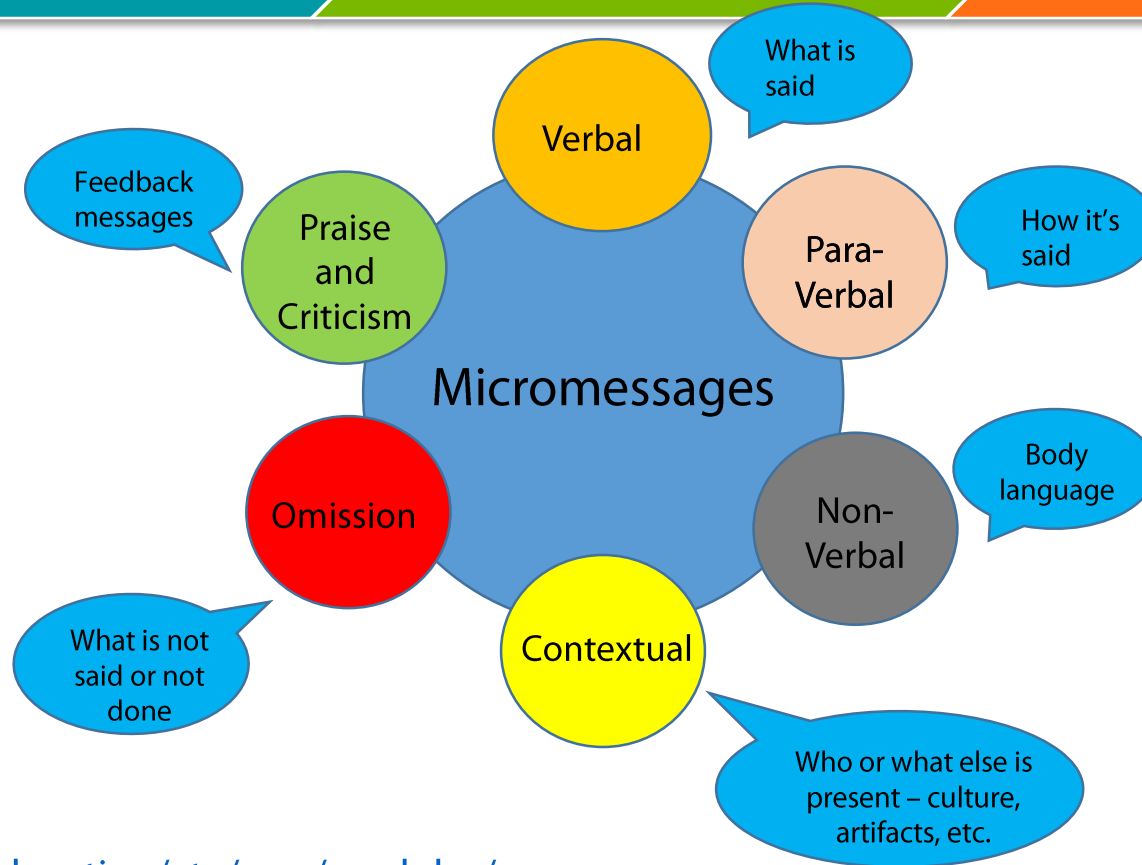 What is
said
Verbal
Feedback
messages
Praise
and
Criticism
Para-
Verbal
How it's
said
Micromessages
Body
language
Omission
Non-
Verbal
What is not
said or not
done
Contextual
Who or what else is
present – culture,
artifacts, etc.